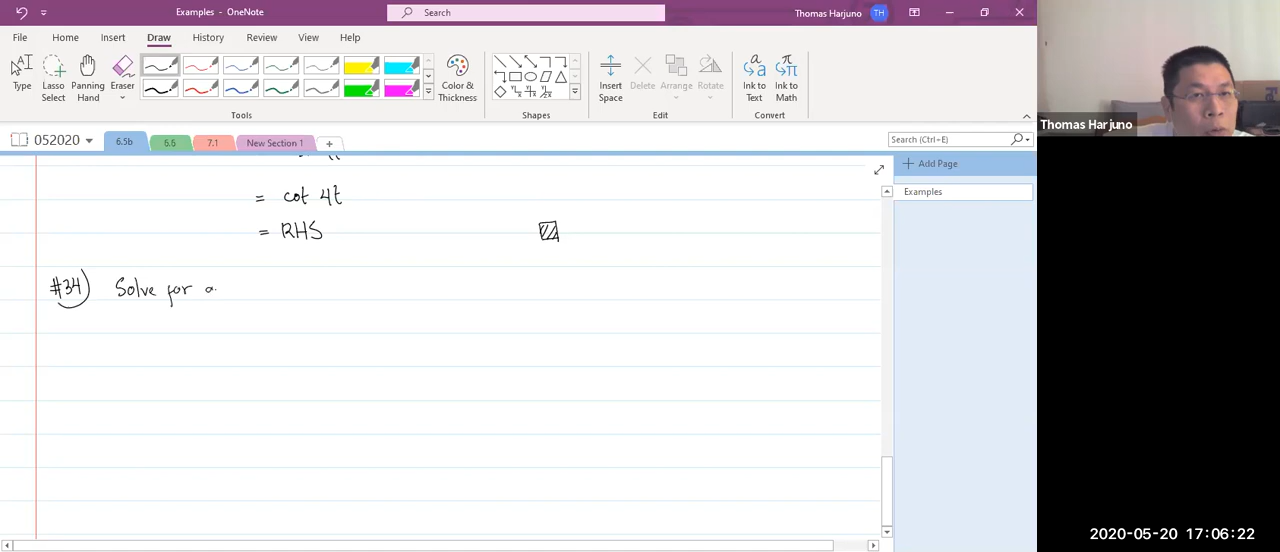 Examples - OneNote
Search
Thomas Harjuno
TH
File Home Insert Draw History Review View Help
Type
Lasso Select
Panning Hand
Eraser
Color & Thickness
Insert Space
Delete
Arrange
Rotate
Ink to Text
Ink to Math
Tools
Shapes
Edit
Convert
052020
6.5b
6.6
7.1
New Section 1
Search (Ctrl+E)
Add Page
Examples
= cot 4t
= RHS
#34) Solve for a
Thomas Harjuno
2020-05-20 17:06:22